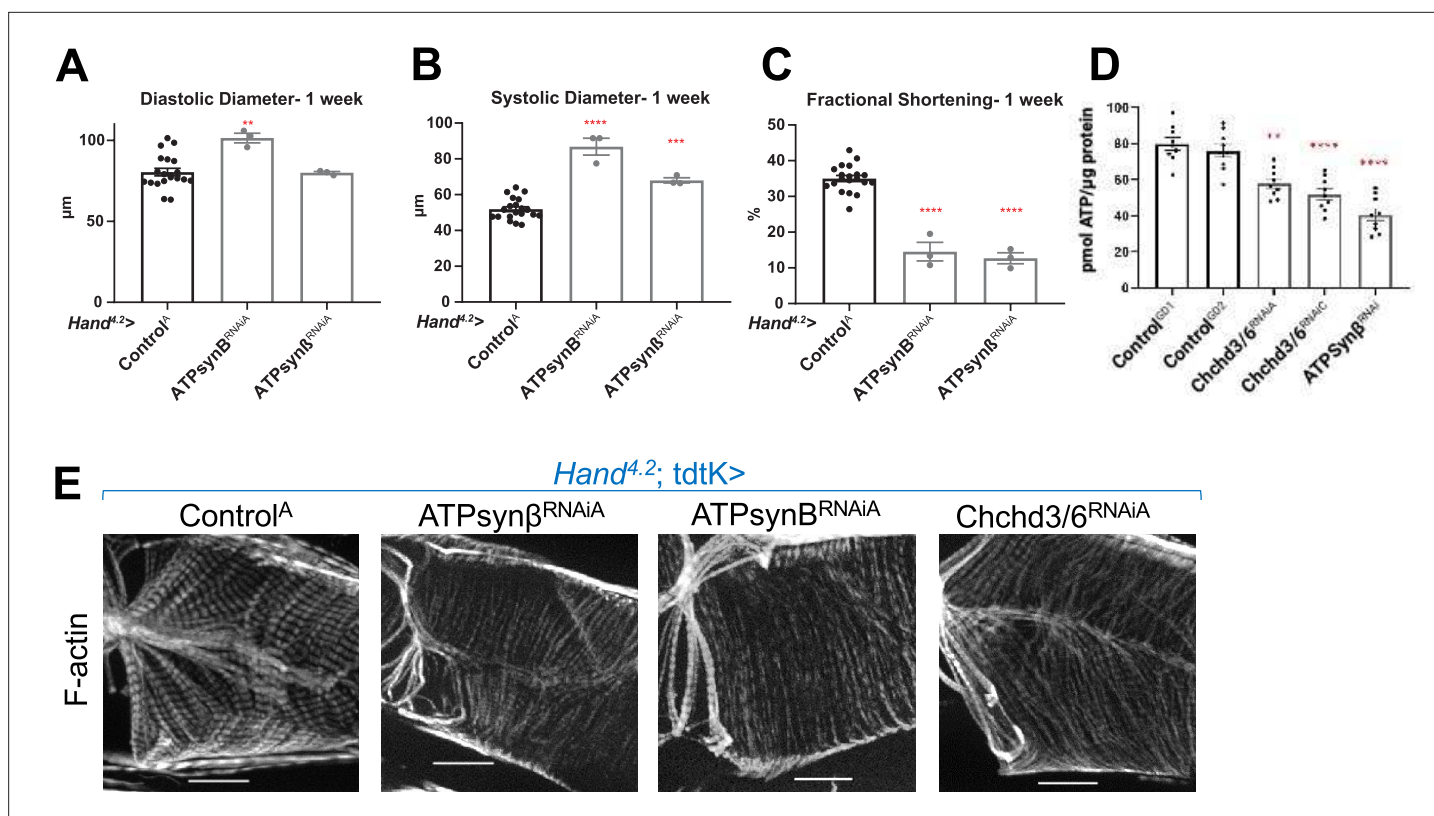 A
B
C
D
Diastolic Diameter- 1 week
Systolic Diameter- 1 week
Fractional Shortening- 1 week
µm
100
50
0
**
Hand4.2>
ControlA
ATPsynBRNAiA
ATPsynßRNAiA
µm
100
80
60
40
20
0
****
***
Hand4.2>
ControlA
ATPsynBRNAiA
ATPsynßRNAiA
%
50
40
30
20
10
0
****
****
Hand4.2>
ControlA
ATPsynBRNAiA
ATPsynßRNAiA
pmol ATP/µg protein
100
80
60
40
20
0
**
****
****
ControlGD1
ControlGD2
Chchd3/6RNAiA
Chchd3/6RNAiC
ATPSynβRNAi
E
Hand4.2; tdtK>
ControlA
ATPsynβRNAiA
ATPsynBRNAiA
Chchd3/6RNAiA
F-actin